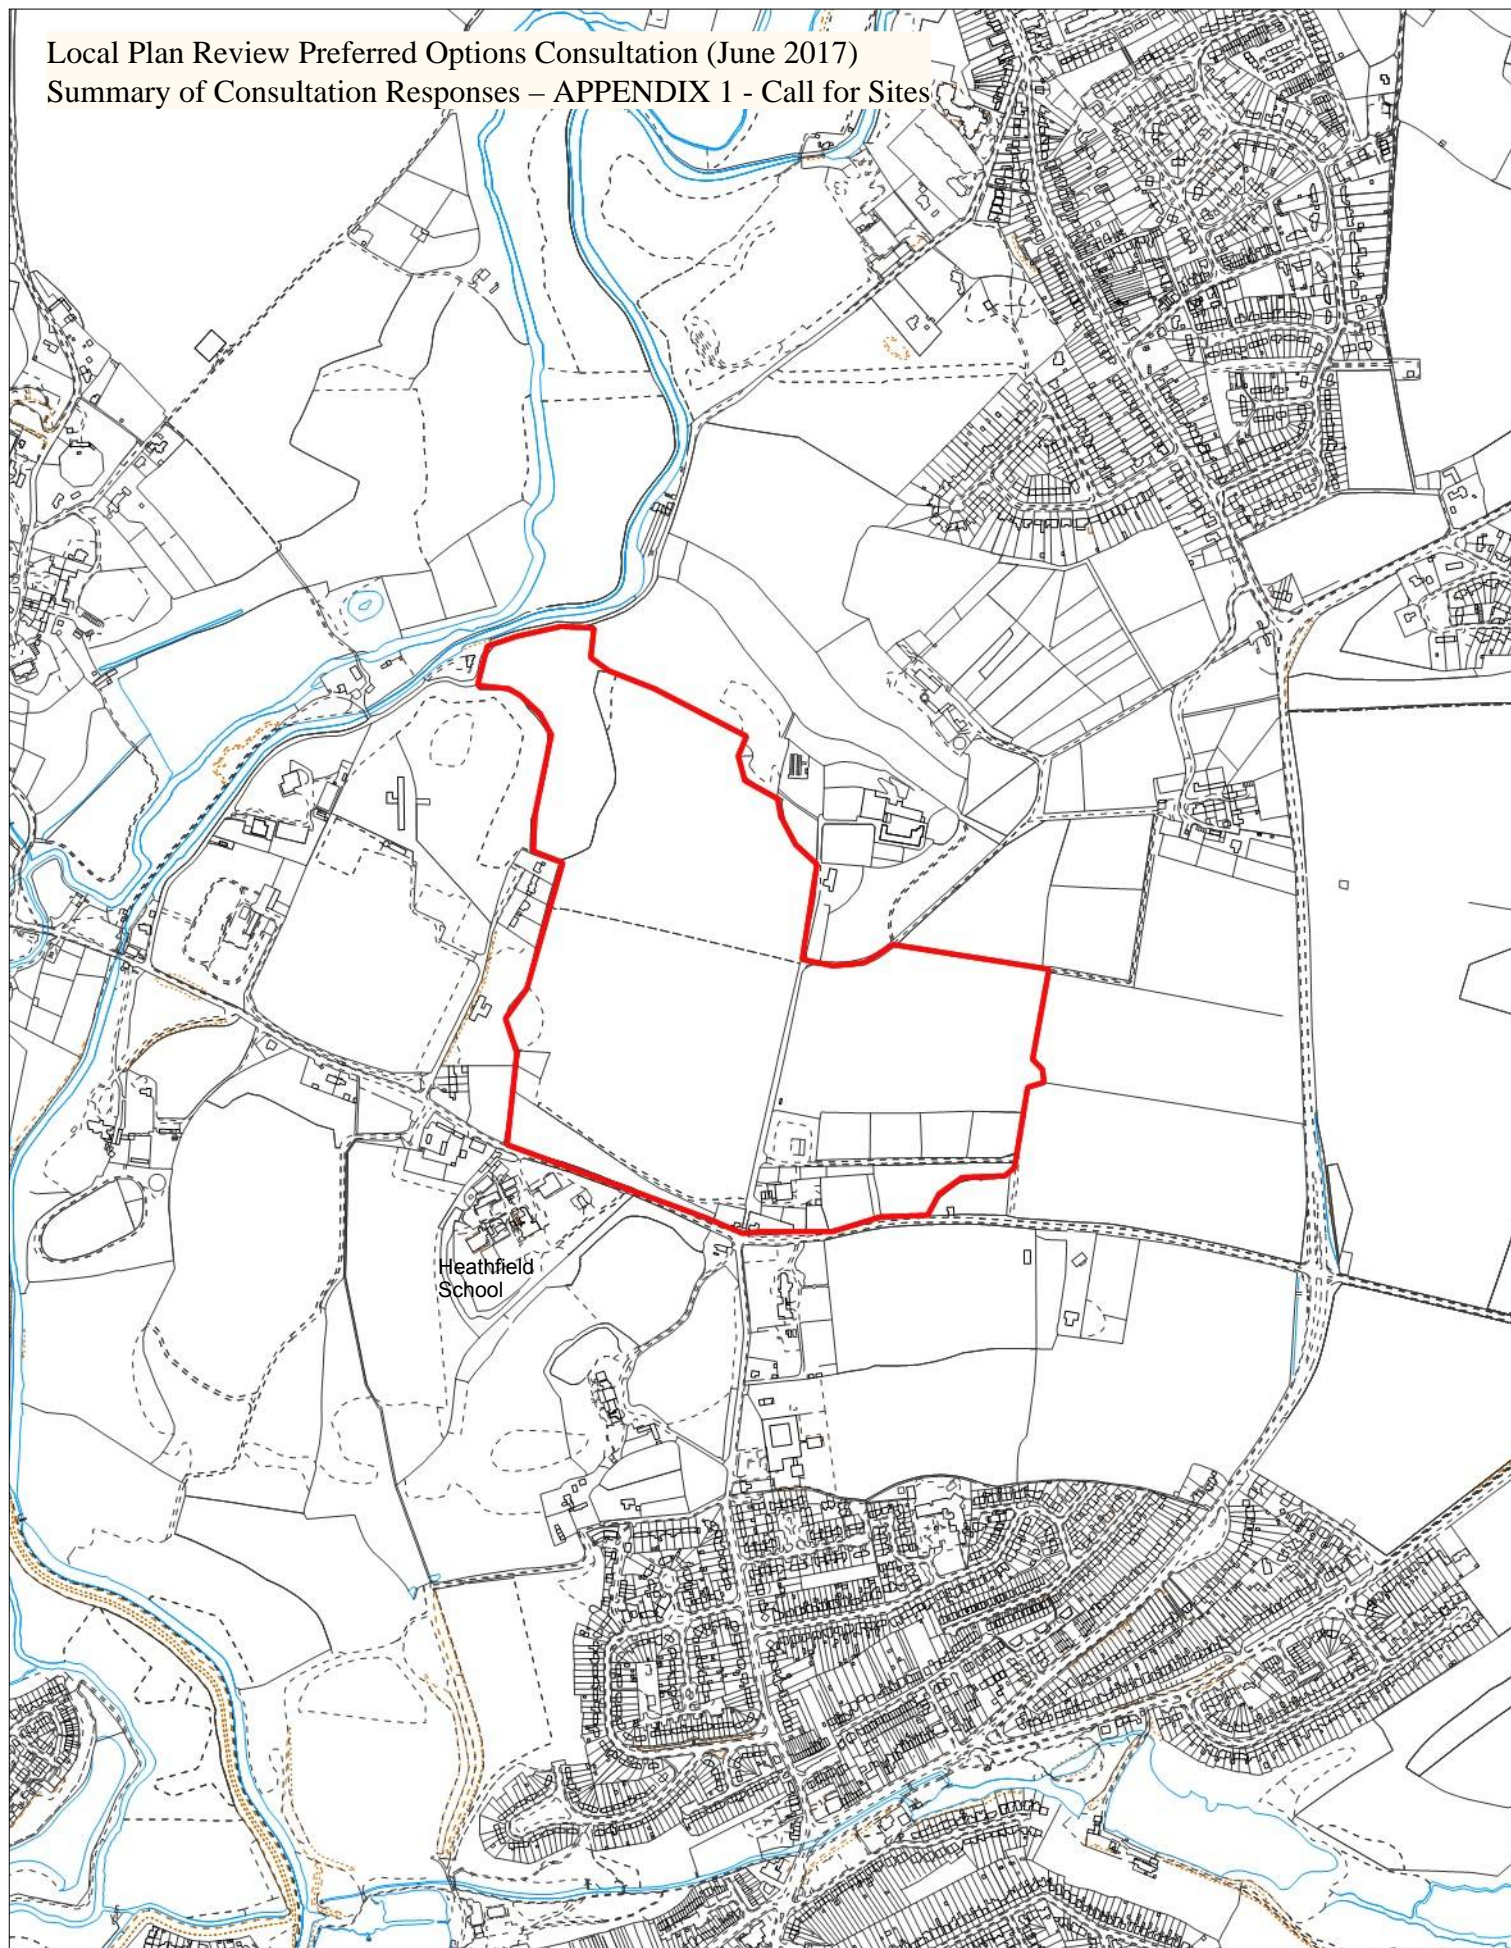 Local Plan Review Preferred Options Consultation (June 2017)
Summary of Consultation Responses – APPENDIX 1 - Call for Sites
Heathfield
School